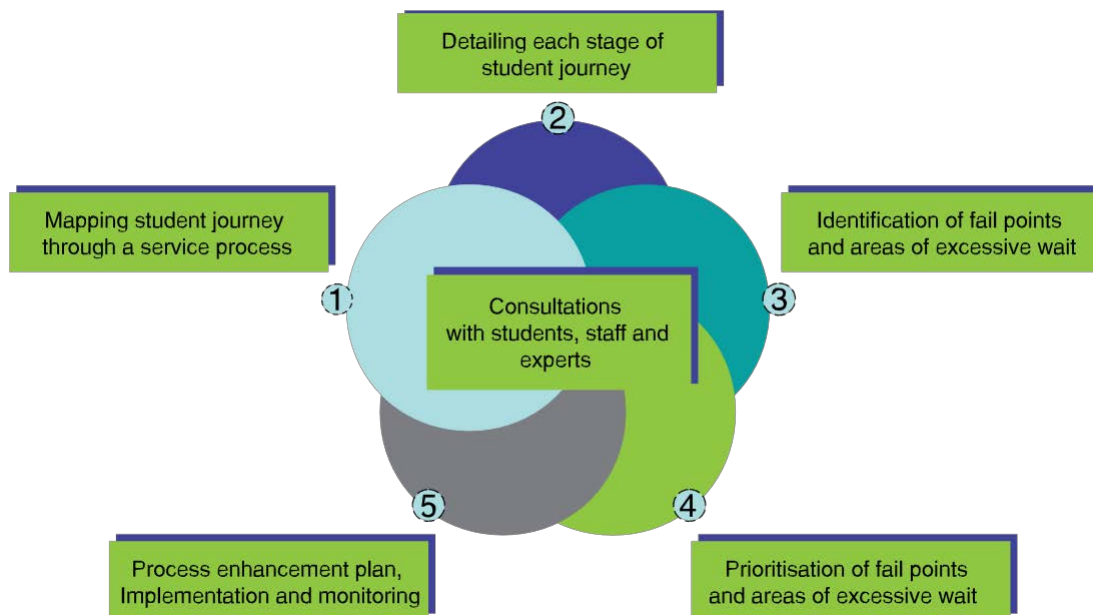 Detailing each stage of
student journey
2
Mapping student journey
through a service process
1
Identification of fail points
and areas of excessive wait
3
Consultations
with students, staff and
experts
5
Process enhancement plan,
Implementation and monitoring
4
Prioritisation of fail points
and areas of excessive wait